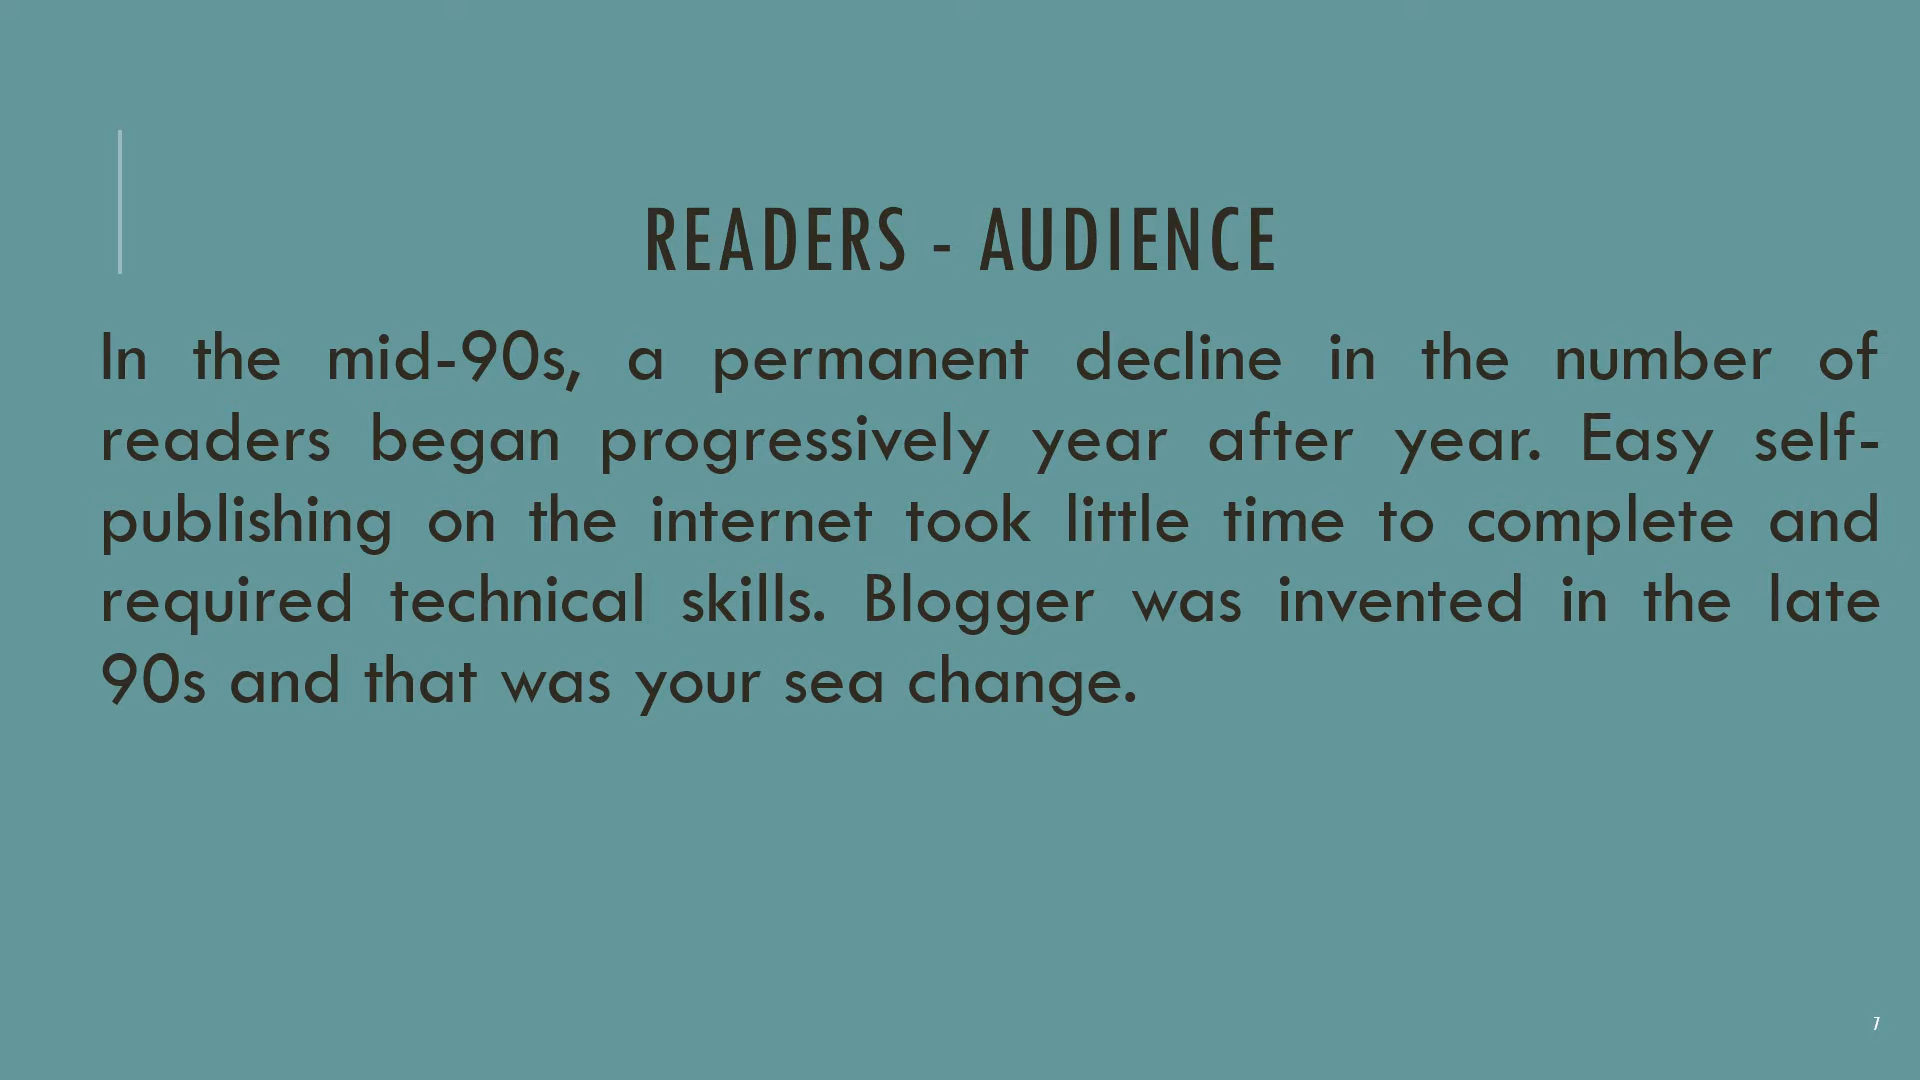 READERS - AUDIENCE
In the mid-90s, a permanent decline in the number of
readers began progressively year after year. Easy self-
publishing on the internet took little time to complete and
required technical skills. Blogger was invented in the late
90s and that was your sea change.
7